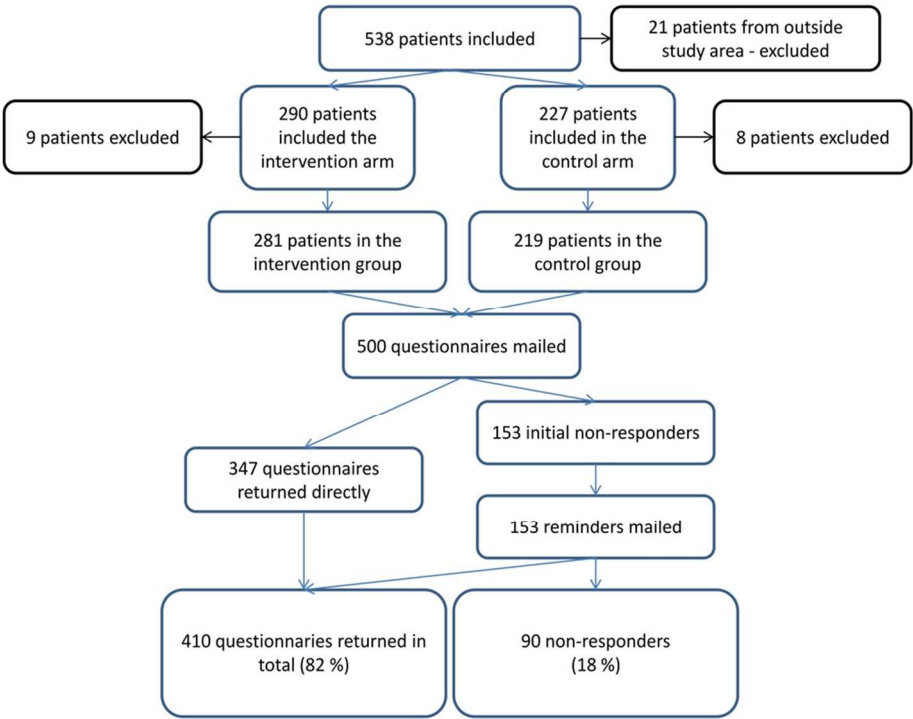 538 patients included
21 patients from outside
study area - excluded
9 patients excluded
290 patients
included the
intervention arm
227 patients
included in the
control arm
8 patients excluded
281 patients in the
intervention group
219 patients in the
control group
500 questionnaires mailed
153 initial non-responders
347 questionnaires
returned directly
153 reminders mailed
410 questionnaries returned in
total (82 %)
90 non-responders
(18 %)